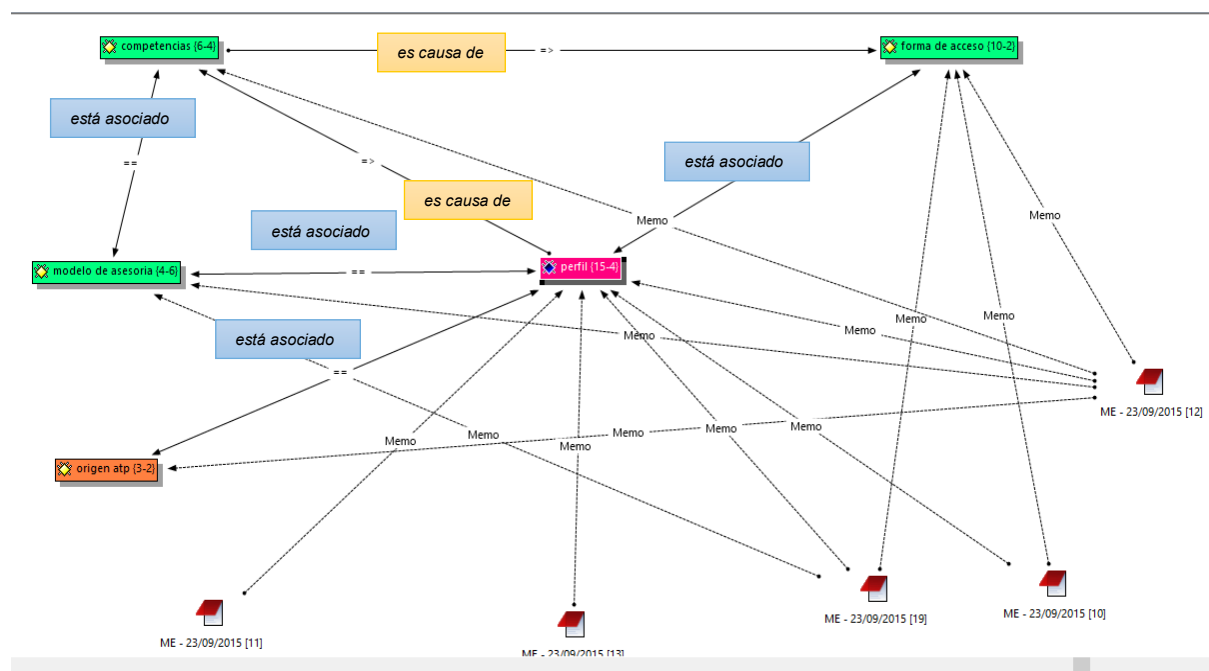 competencias {6-4}
es causa de
=>
forma de acceso {10-2}
está asociado
==
=>
está asociado
es causa de
Memo
Memo
está asociado
modelo de asesoria {4-6}
==
perfil {15-4}
Memo
Memo
Memo
Memo
está asociado
==
ME - 23/09/2015 [12]
Memo
Memo
Memo
Memo
Memo
Memo
origen atp {3-2}
ME - 23/09/2015 [19]
ME - 23/09/2015 [10]
ME - 23/09/2015 [11]
ME - 23/09/2015 [13]